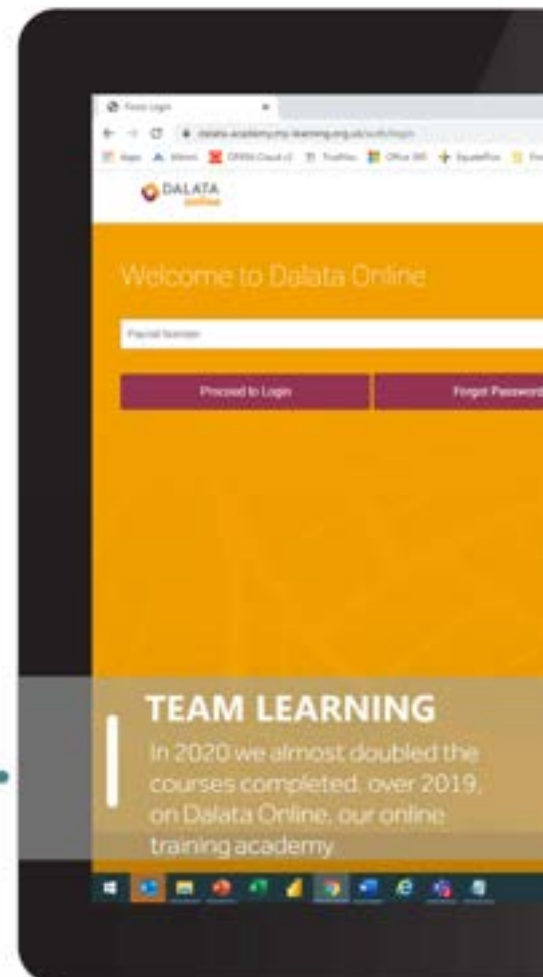 DALATA
online
Welcome to Dalata Online
Payroll Number
Proceed to Login
Forgot Password
TEAM LEARNING
In 2020 we almost doubled the
courses completed, over 2019,
on Dalata Online, our online
training academy